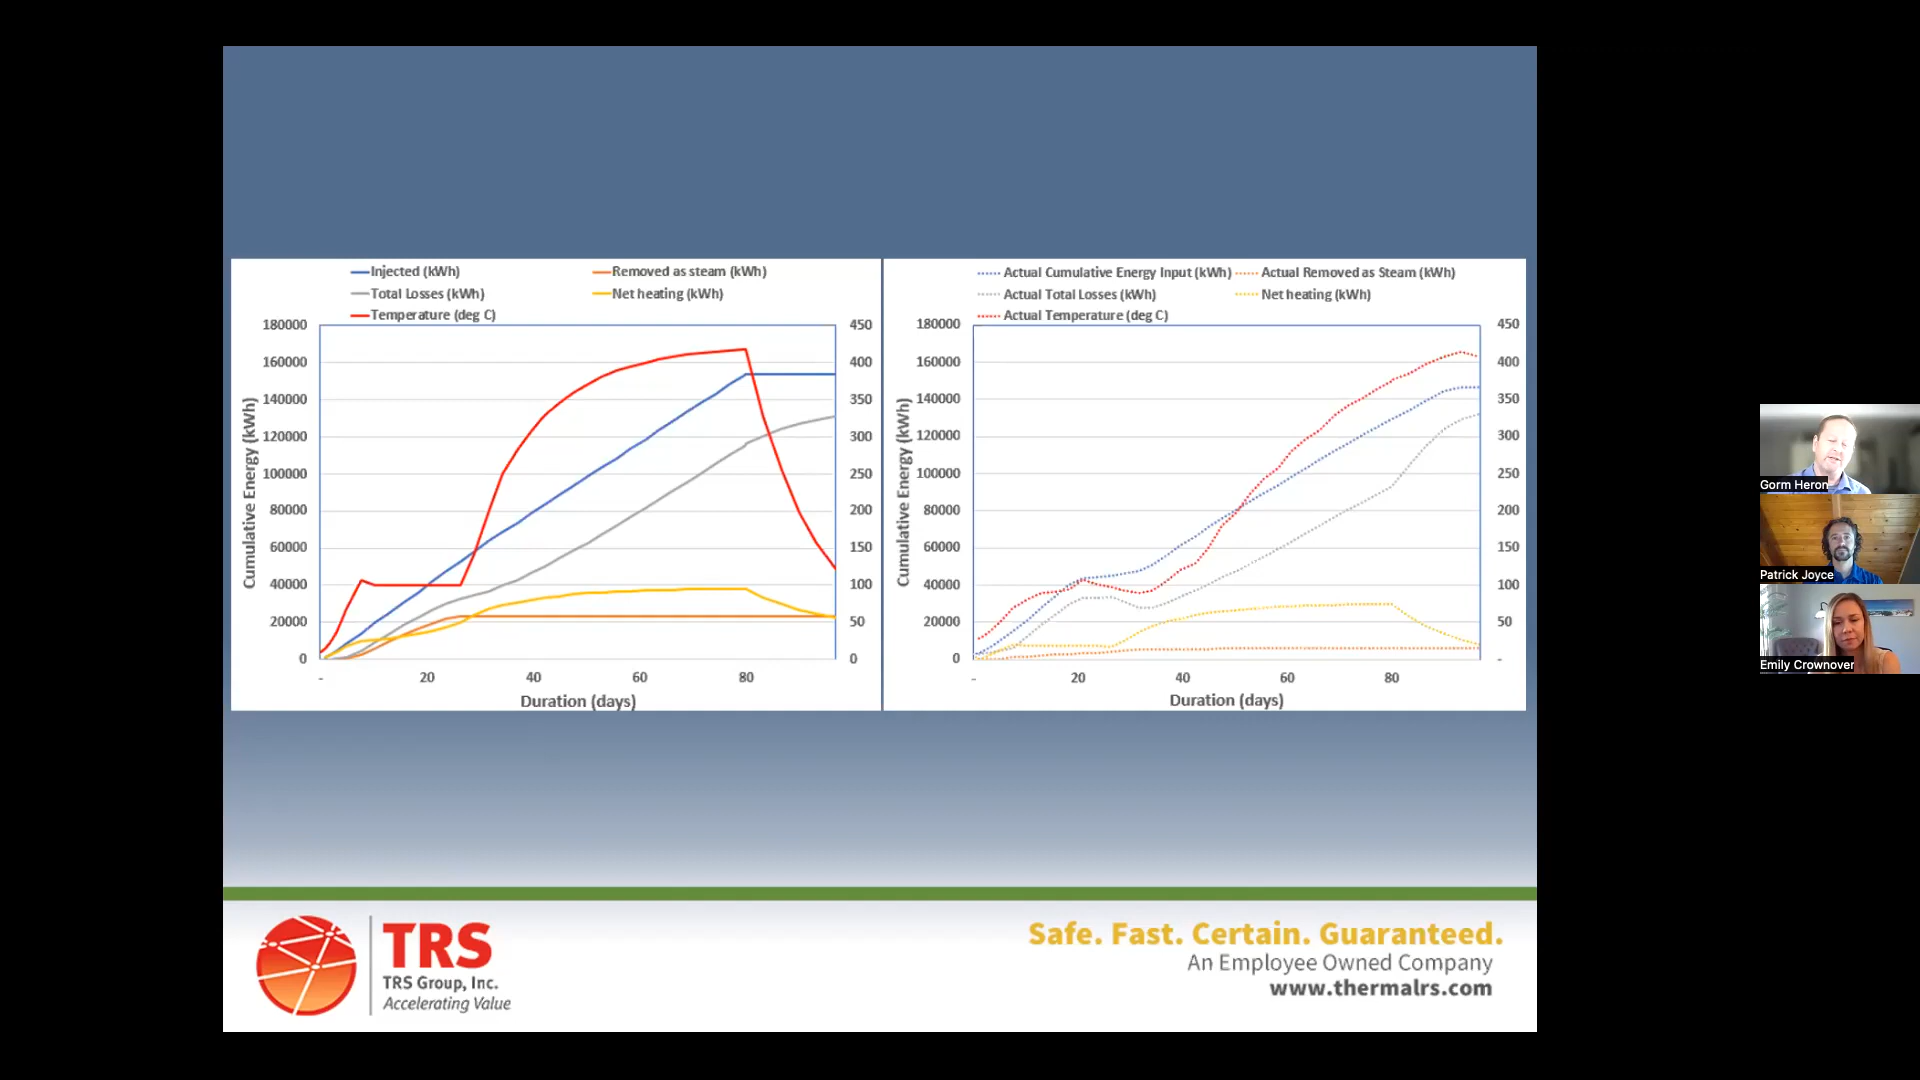 Injected (kWh)
Removed as steam (kWh)
Total Losses (kWh)
Net heating (kWh)
Temperature (deg C)
180000
160000
140000
120000
100000
80000
60000
40000
20000
0
450
400
350
300
250
200
150
100
50
0
Cumulative Energy (kWh)
- 20 40 60 80
Duration (days)
Actual Cumulative Energy Input (kWh)
Actual Removed as Steam (kWh)
Actual Total Losses (kWh)
Net heating (kWh)
Actual Temperature (deg C)
180000
160000
140000
120000
100000
80000
60000
40000
20000
0
450
400
350
300
250
200
150
100
50
-
Cumulative Energy (kWh)
- 20 40 60 80
Duration (days)
Gorm Heron
Patrick Joyce
Emily Crownover
TRS
TRS Group, Inc.
Accelerating Value
Safe. Fast. Certain. Guaranteed.
An Employee Owned Company
www.thermalrs.com